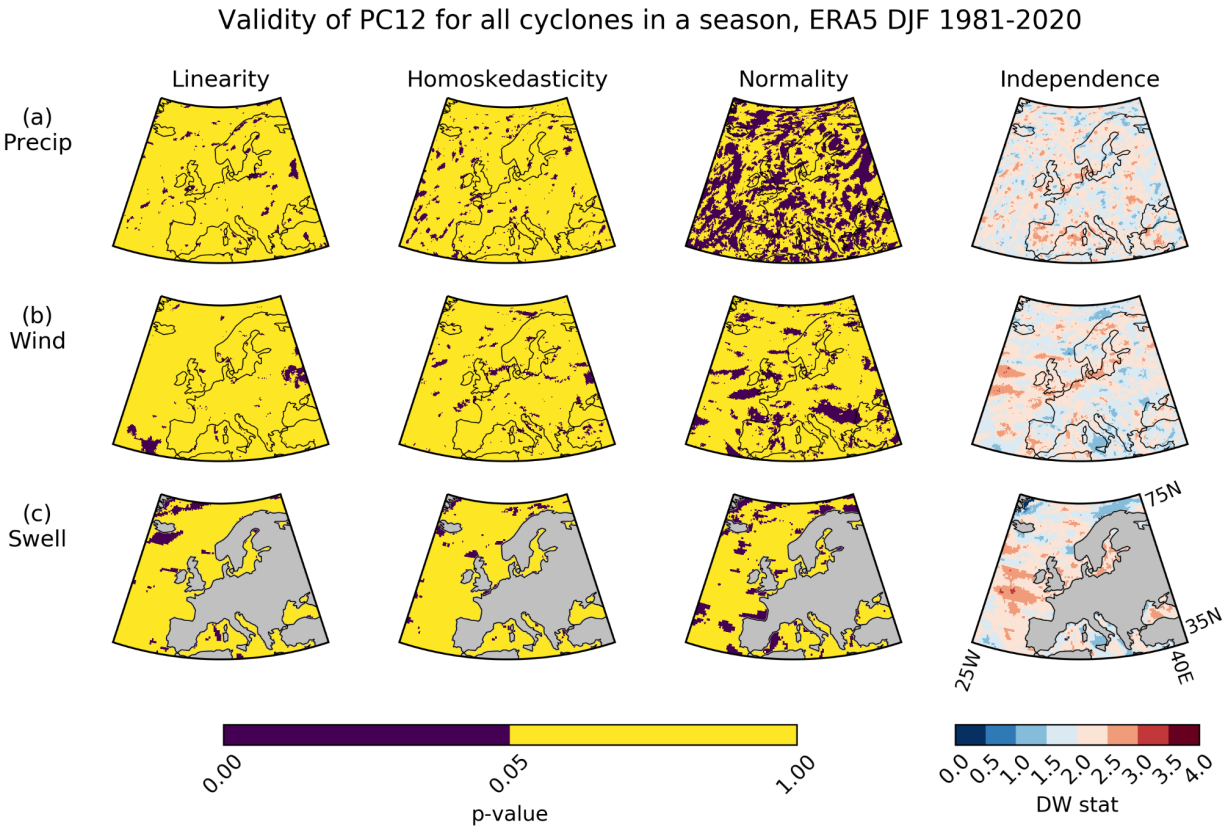 Validity of PC12 for all cyclones in a season, ERA5 DJF 1981-2020
Linearity
Homoskedasticity
Normality
Independence
(a)
Precip
(b)
Wind
(c)
Swell
75N
35N
25W
40E
0.00
0.05
1.00
p-value
0.0
0.5
1.0
1.5
2.0
2.5
3.0
3.5
4.0
DW stat